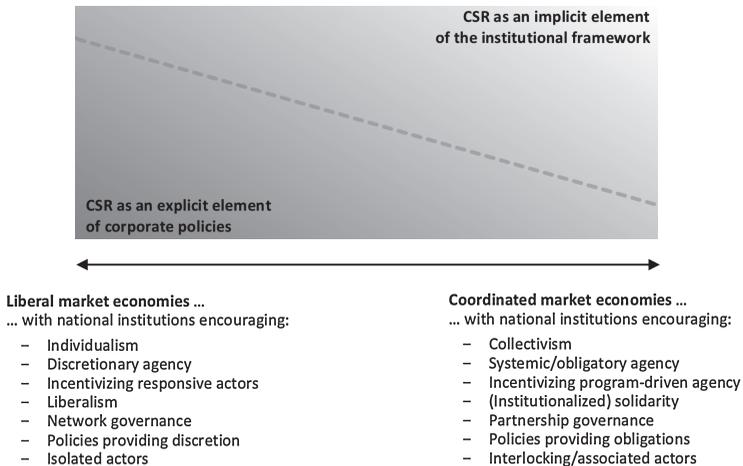 CSR as an implicit element
of the institutional framework
CSR as an explicit element
of corporate policies
Liberal market economies ...
... with national institutions encouraging:
– Individualism
– Discretionary agency
– Incentivizing responsive actors
– Liberalism
– Network governance
– Policies providing discretion
– Isolated actors
Coordinated market economies ...
... with national institutions encouraging:
– Collectivism
– Systemic/obligatory agency
– Incentivizing program-driven agency
– (Institutionalized) solidarity
– Partnership governance
– Policies providing obligations
– Interlocking/associated actors